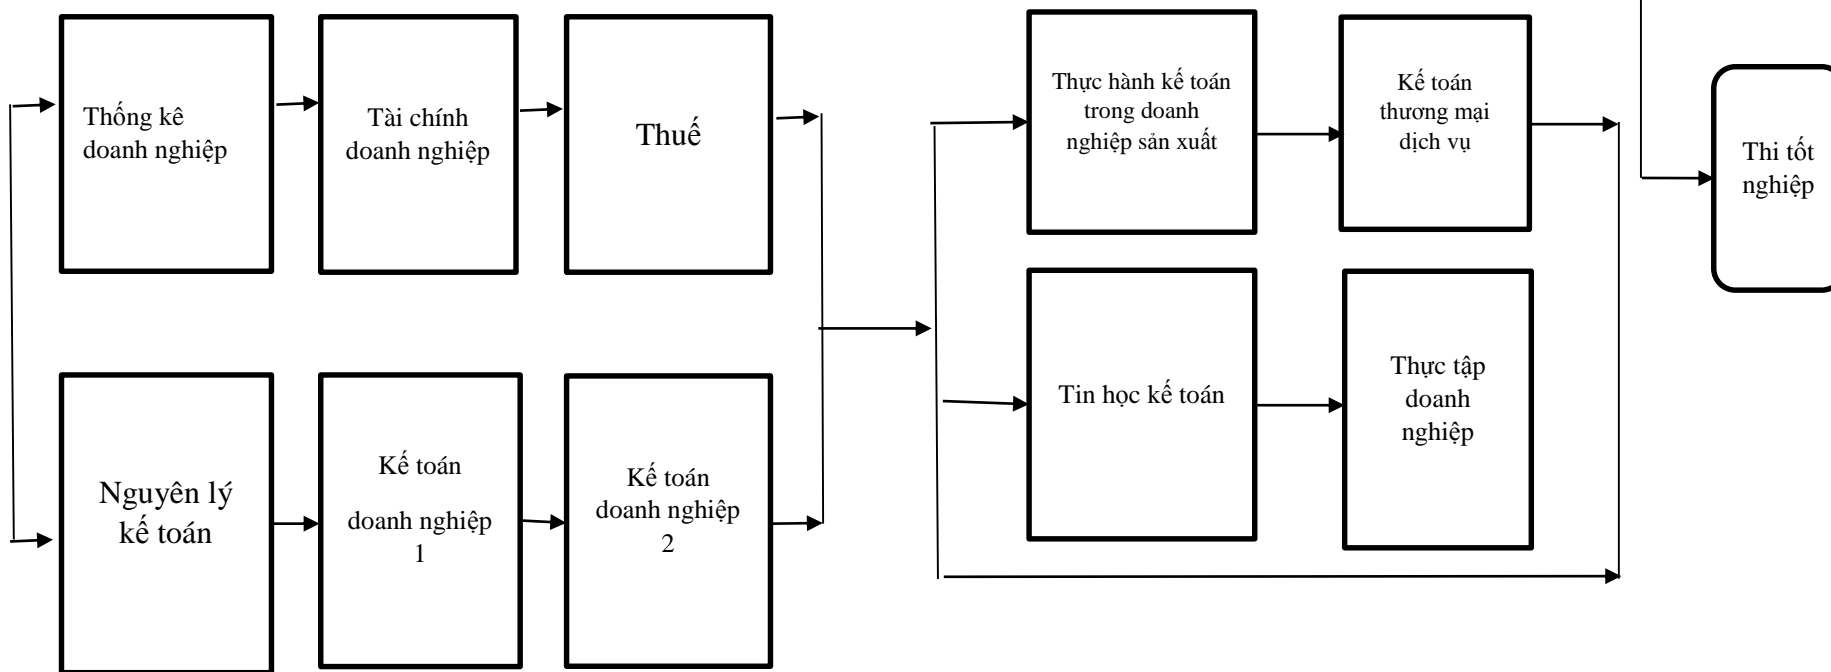 Thống kê
doanh nghiệp
Tài chính
doanh nghiệp
Thuế
Thực hành kế toán
trong doanh
nghiệp sản xuất
Kế toán
thương mại
dịch vụ
Thi tốt
nghiệp
Nguyên lý
kế toán
Kế toán
doanh nghiệp
1
Kế toán
doanh nghiệp
2
Tin học kế toán
Thực tập
doanh
nghiệp